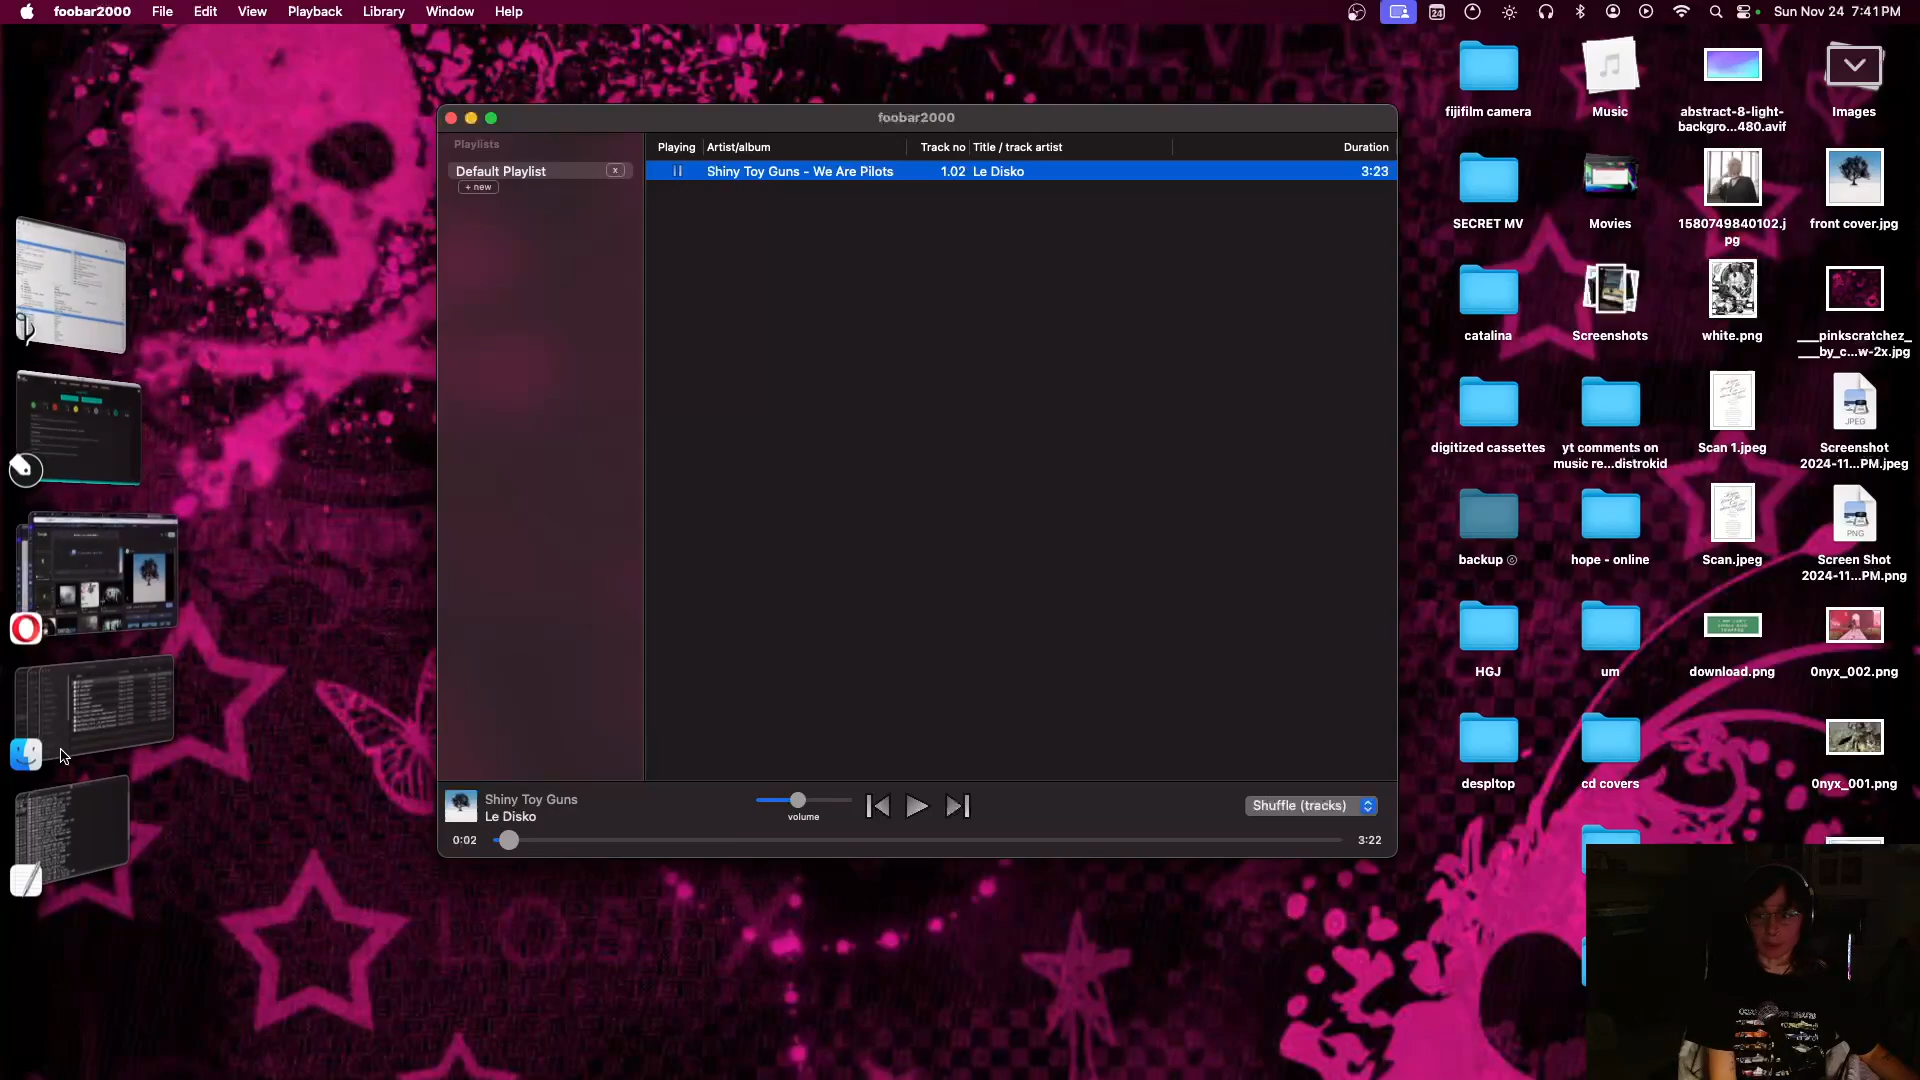 foobar2000 File Edit View Playback Library Window Help
24
Sun Nov 24 7:41 PM
foobar2000
Playlists
Default Playlist
x
+ new
Playing Artist/album Track no Title / track artist Duration
Shiny Toy Guns - We Are Pilots 1.02 Le Disko 3:23
Shiny Toy Guns
Le Disko
volume
Shuffle (tracks)
0:02
3:22
fijifilm camera
Music
abstract-8-light-
backgro...480.avif
Images
SECRET MV
Movies
1580749840102.j
pg
front cover.jpg
catalina
Screenshots
white.png
___pinkscratchez_
___by_c...w-2x.jpg
digitized cassettes
yt comments on
music re...distrokid
Scan 1.jpeg
JPEG
Screenshot
2024-11...PM.jpeg
backup
hope - online
Scan.jpeg
PNG
Screen Shot
2024-11...PM.png
HGJ
um
download.png
0nyx_002.png
despltop
cd covers
0nyx_001.png